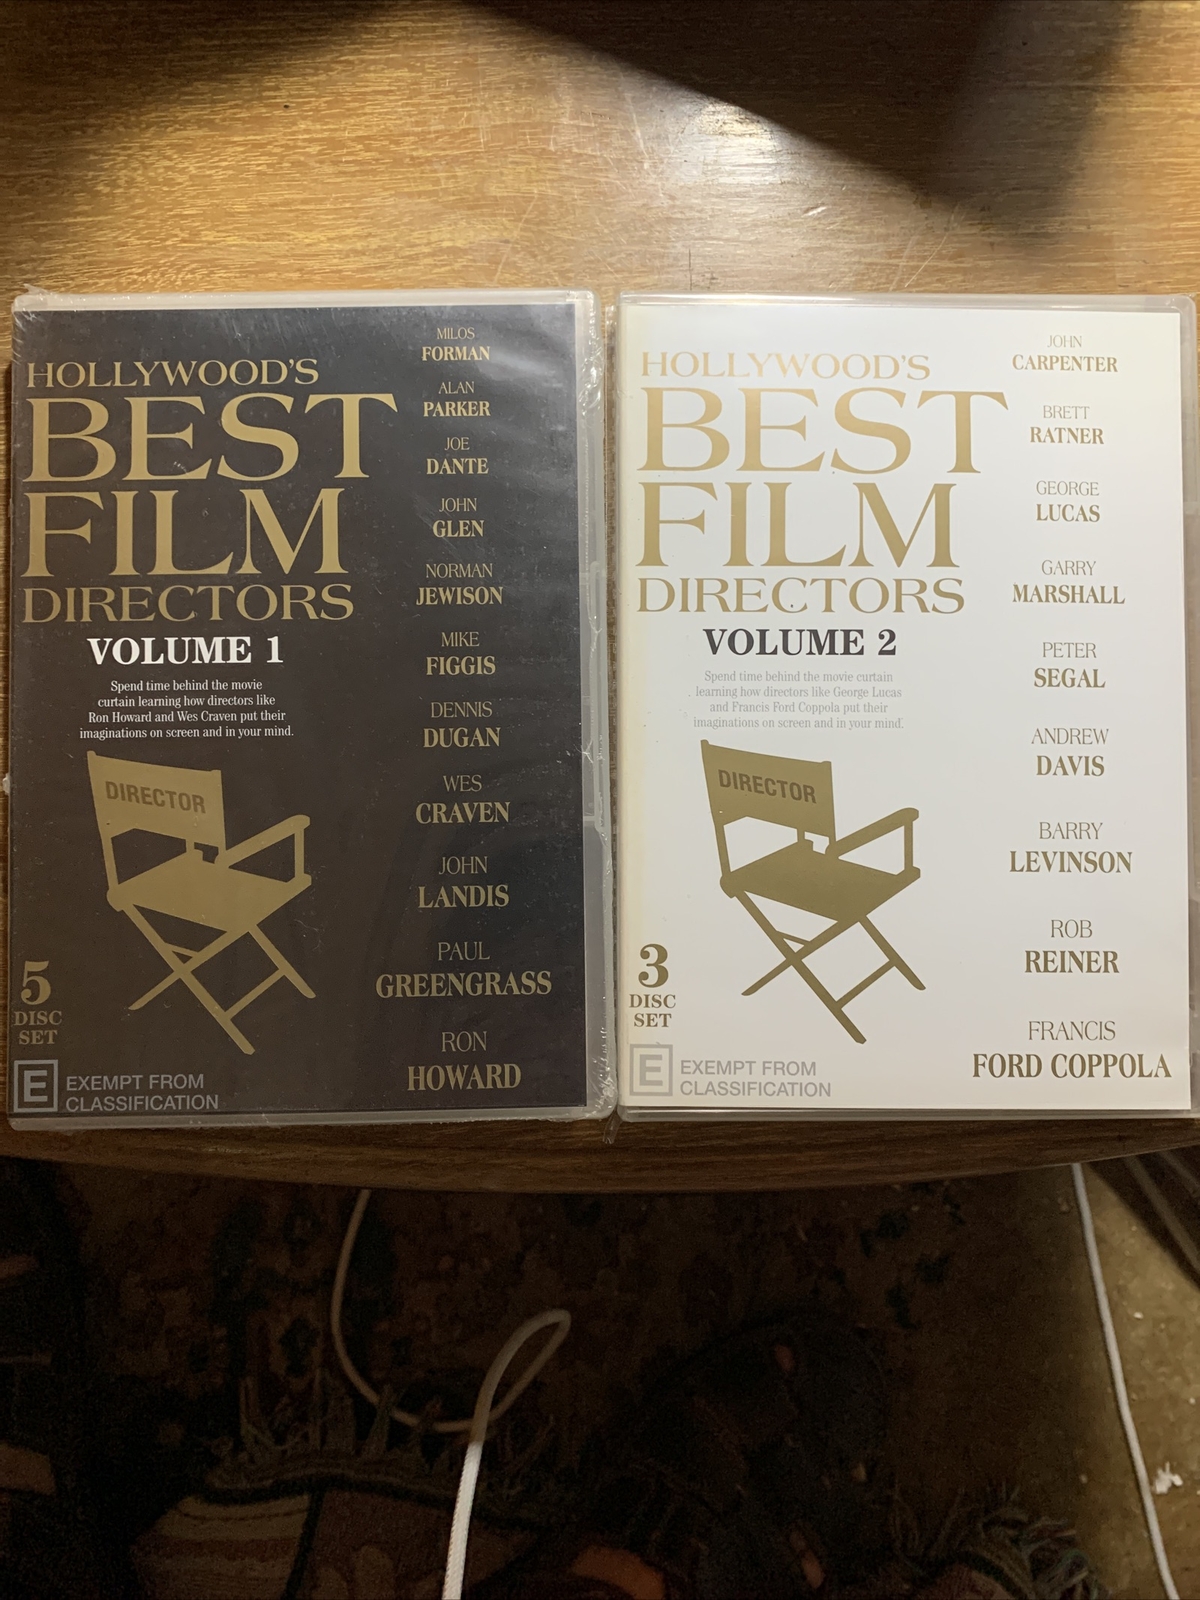 HOLLYWOOD'S
BEST
FILM
DIRECTORS
VOLUME 1
Spend time behind the movie
curtain learning how directors like
Ron Howard and Wes Craven put their
imaginations on screen and in your mind.
DIRECTOR
5
DISC
SET
E
EXEMPT FROM
CLASSIFICATION
MILOS
FORMAN
ALAN
PARKER
JOE
DANTE
JOHN
GLEN
NORMAN
JEWISON
MIKE
FIGGIS
DENNIS
DUGAN
WES
CRAVEN
JOHN
LANDIS
PAUL
GREENGRASS
RON
HOWARD
HOLLYWOOD'S
BEST
FILM
DIRECTORS
VOLUME 2
Spend time behind the movie curtain
learning how directors like George Lucas
and Francis Ford Coppola put their
imaginations on screen and in your mind.
DIRECTOR
3
DISC
SET
E
EXEMPT FROM
CLASSIFICATION
JOHN
CARPENTER
BRETT
RATNER
GEORGE
LUCAS
GARRY
MARSHALL
PETER
SEGAL
ANDREW
DAVIS
BARRY
LEVINSON
ROB
REINER
FRANCIS
FORD COPPOLA